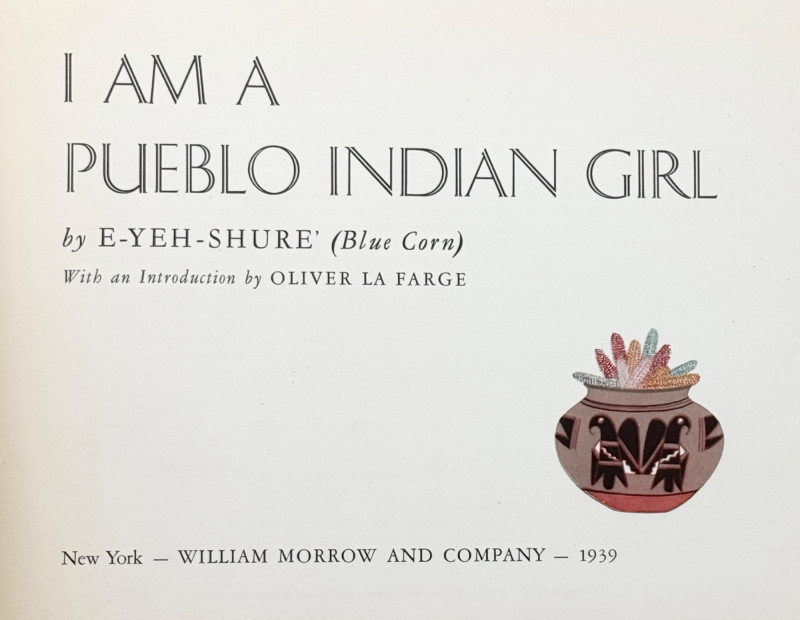 I AM A
PUEBLO INDIAN GIRL
by E-YEH-SHURE' (Blue Corn)
With an Introduction by OLIVER LA FARGE
New York — WILLIAM MORROW AND COMPANY — 1939